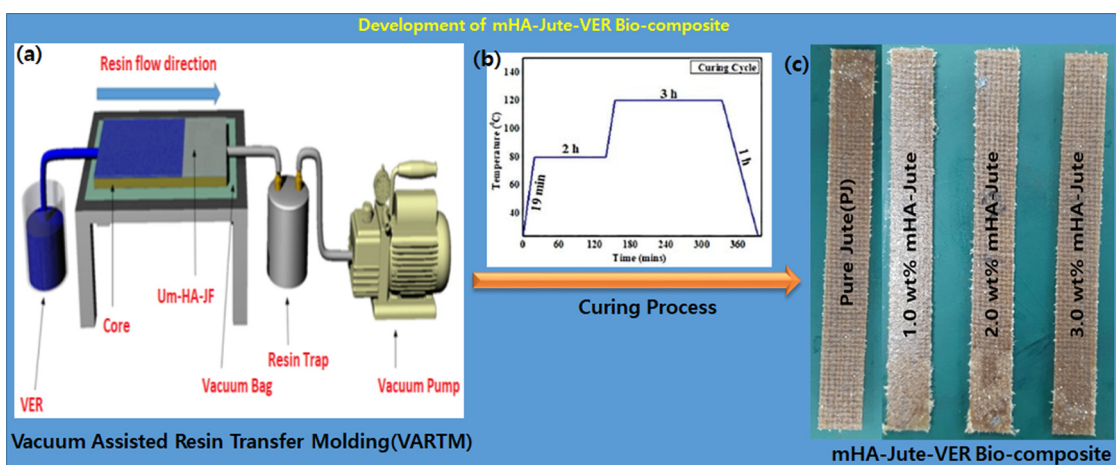 Development of mHA-Jute-VER Bio-composite
(a)
Resin flow direction
VER
Core
Um-HA-JF
Vacuum Bag
Resin Trap
Vacuum Pump
Vacuum Assisted Resin Transfer Molding(VARTM)
(b)
Curing Cycle
Temperature (⁰C)
140
120
100
80
60
40
19 min
2 h
3 h
1 h
0 60 120 180 240 300 360
Time (mins)
Curing Process
(c)
Pure Jute(PJ)
1.0 wt% mHA-Jute
2.0 wt% mHA-Jute
3.0 wt% mHA-Jute
mHA-Jute-VER Bio-composite